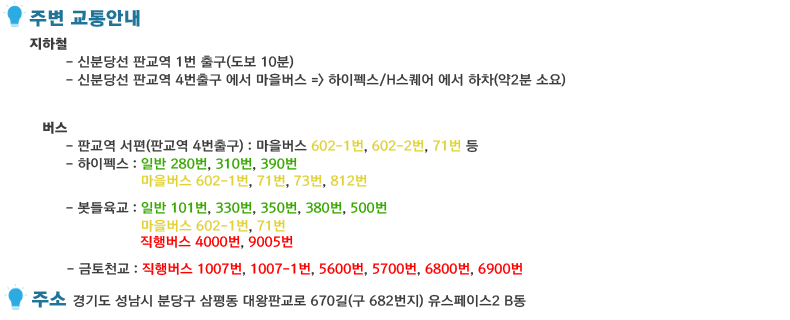 주변 교통안내
지하철
- 신분당선 판교역 1번 출구(도보 10분)
- 신분당선 판교역 4번출구 에서 마을버스 => 하이펙스/H스퀘어 에서 하차(약2분 소요)
버스
- 판교역 서편(판교역 4번출구) : 마을버스 602-1번, 602-2번, 71번 등
- 하이펙스 : 일반 280번, 310번, 390번
마을버스 602-1번, 71번, 73번, 812번
- 봇들육교 : 일반 101번, 330번, 350번, 380번, 500번
마을버스 602-1번, 71번
직행버스 4000번, 9005번
- 금토천교 : 직행버스 1007번, 1007-1번, 5600번, 5700번, 6800번, 6900번
주소 경기도 성남시 분당구 삼평동 대왕판교로 670길(구 682번지) 유스페이스2 B동